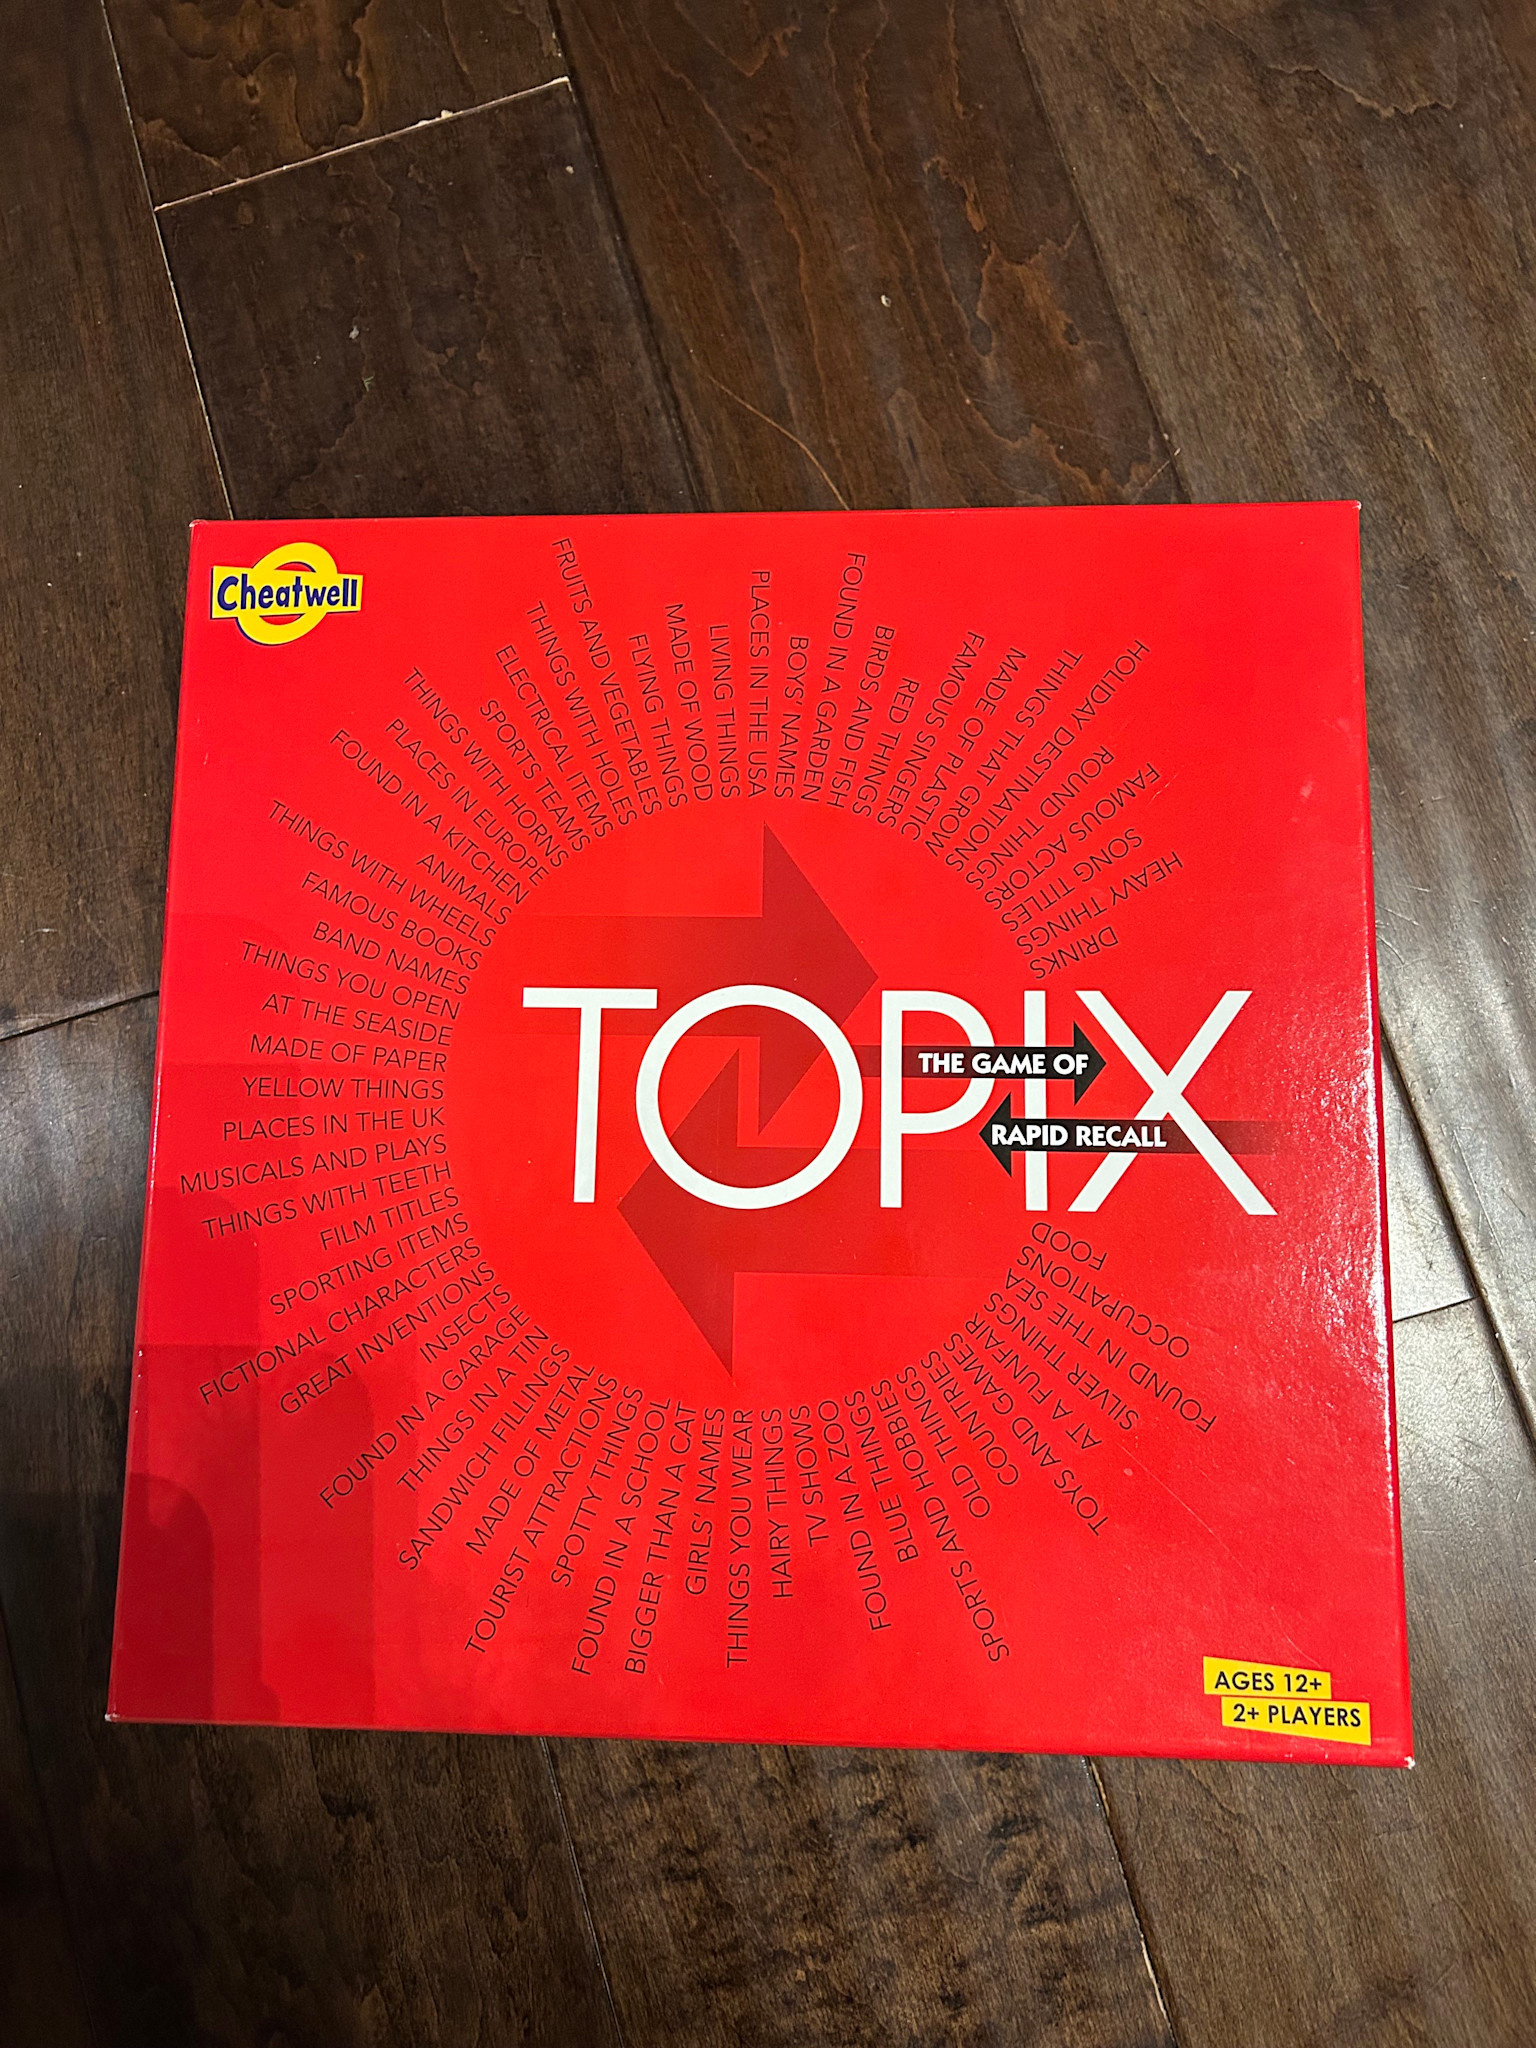 Cheatwell
FRUITS AND VEGETABLES
FLYING THINGS
MADE OF WOOD
LIVING THINGS
PLACES IN THE USA
BOYS' NAMES
FOUND IN A GARDEN
BIRDS AND FISH
RED THINGS
FAMOUS SINGERS
MADE OF PLASTIC
THINGS THAT GROW
HOLIDAY DESTINATIONS
ROUND THINGS
FAMOUS ACTORS
SONG TITLES
HEAVY THINGS
DRINKS
TOPIX
THE GAME OF
RAPID RECALL
FOOD
OCCUPATIONS
FOUND IN THE SEA
SILVER THINGS
AT A FUNFAIR
TOYS AND GAMES
COUNTRIES
OLD THINGS
SPORTS AND HOBBIES
BLUE THINGS
FOUND IN A ZOO
TV SHOWS
HAIRY THINGS
THINGS YOU WEAR
GIRLS' NAMES
BIGGER THAN A CAT
FOUND IN A SCHOOL
SPOTTY THINGS
TOURIST ATTRACTIONS
MADE OF METAL
SANDWICH FILLINGS
THINGS IN A TIN
FOUND IN A GARAGE
INSECTS
GREAT INVENTIONS
FICTIONAL CHARACTERS
SPORTING ITEMS
FILM TITLES
THINGS WITH TEETH
MUSICALS AND PLAYS
PLACES IN THE UK
YELLOW THINGS
MADE OF PAPER
AT THE SEASIDE
THINGS YOU OPEN
BAND NAMES
FAMOUS BOOKS
THINGS WITH WHEELS
ANIMALS
FOUND IN A KITCHEN
PLACES IN EUROPE
THINGS WITH HORNS
SPORTS TEAMS
ELECTRICAL ITEMS
THINGS WITH HOLES
AGES 12+
2+ PLAYERS